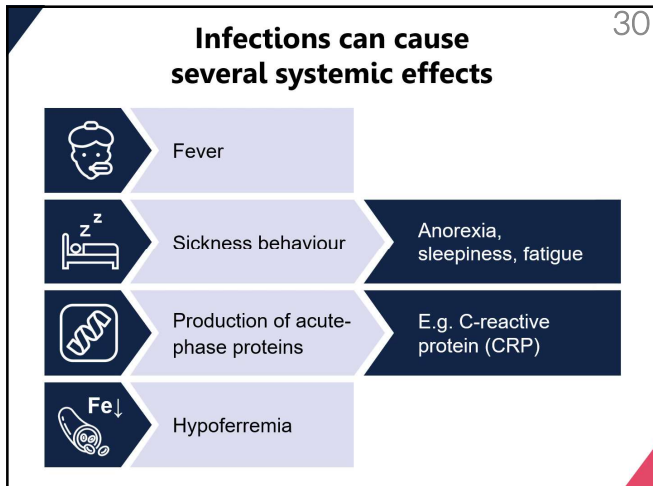 30
Infections can cause
several systemic effects
Fever
z z
Sickness behaviour
Anorexia,
sleepiness, fatigue
Production of acute-
phase proteins
E.g. C-reactive
protein (CRP)
Fe↓
Hypoferremia